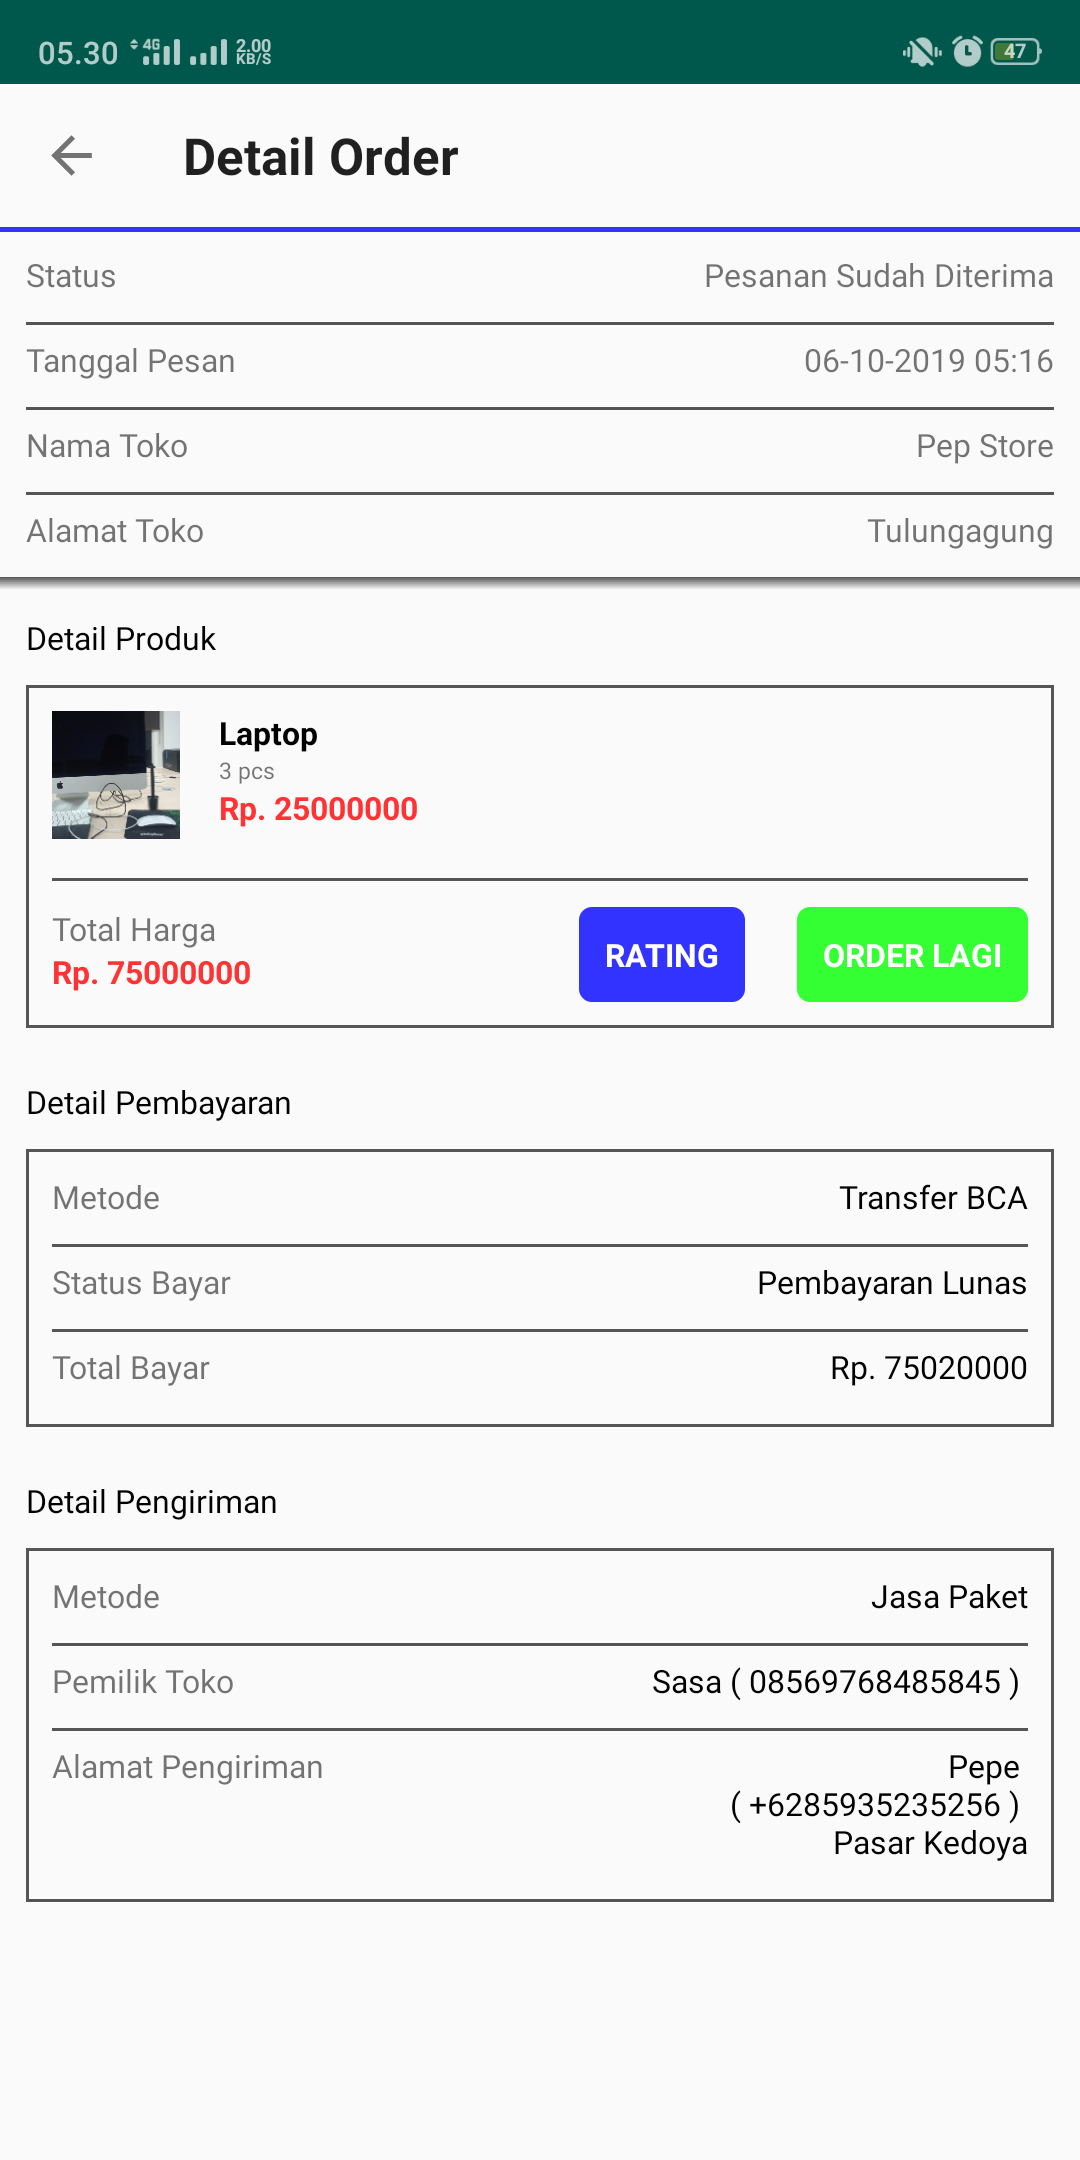 05.30 4G 2.00 KB/S 47
Detail Order
Status Pesanan Sudah Diterima
Tanggal Pesan 06-10-2019 05:16
Nama Toko Pep Store
Alamat Toko Tulungagung
Detail Produk
Laptop
3 pcs
Rp. 25000000
Total Harga
Rp. 75000000
RATING ORDER LAGI
Detail Pembayaran
Metode Transfer BCA
Status Bayar Pembayaran Lunas
Total Bayar Rp. 75020000
Detail Pengiriman
Metode Jasa Paket
Pemilik Toko Sasa ( 08569768485845 )
Alamat Pengiriman Pepe
( +6285935235256 )
Pasar Kedoya